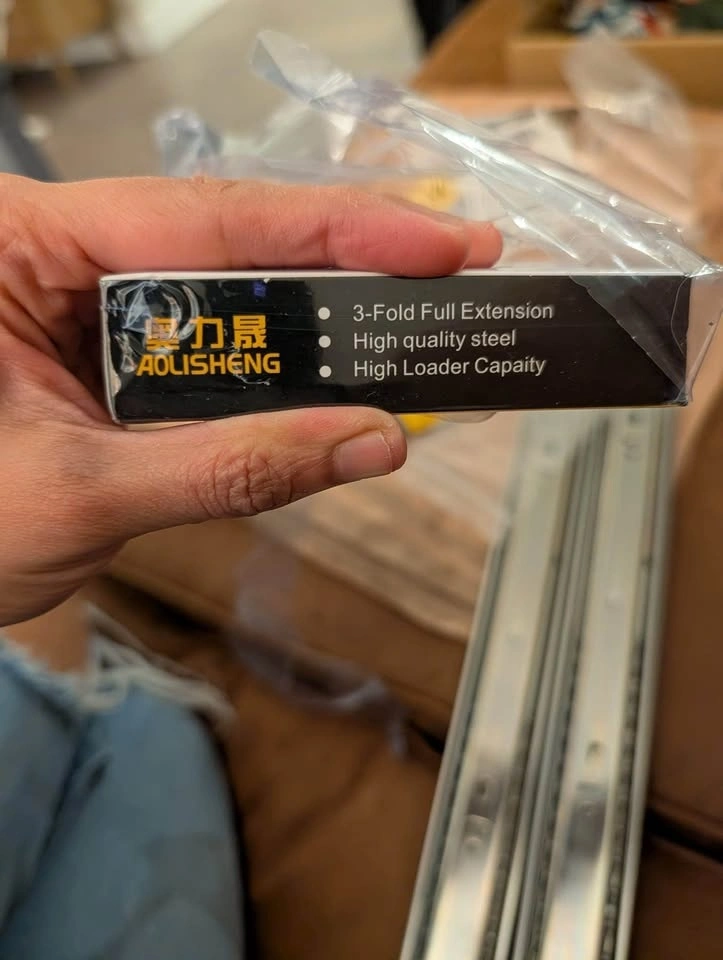 奥力晟
AOLISHENG
3-Fold Full Extension
High quality steel
High Loader Capaity